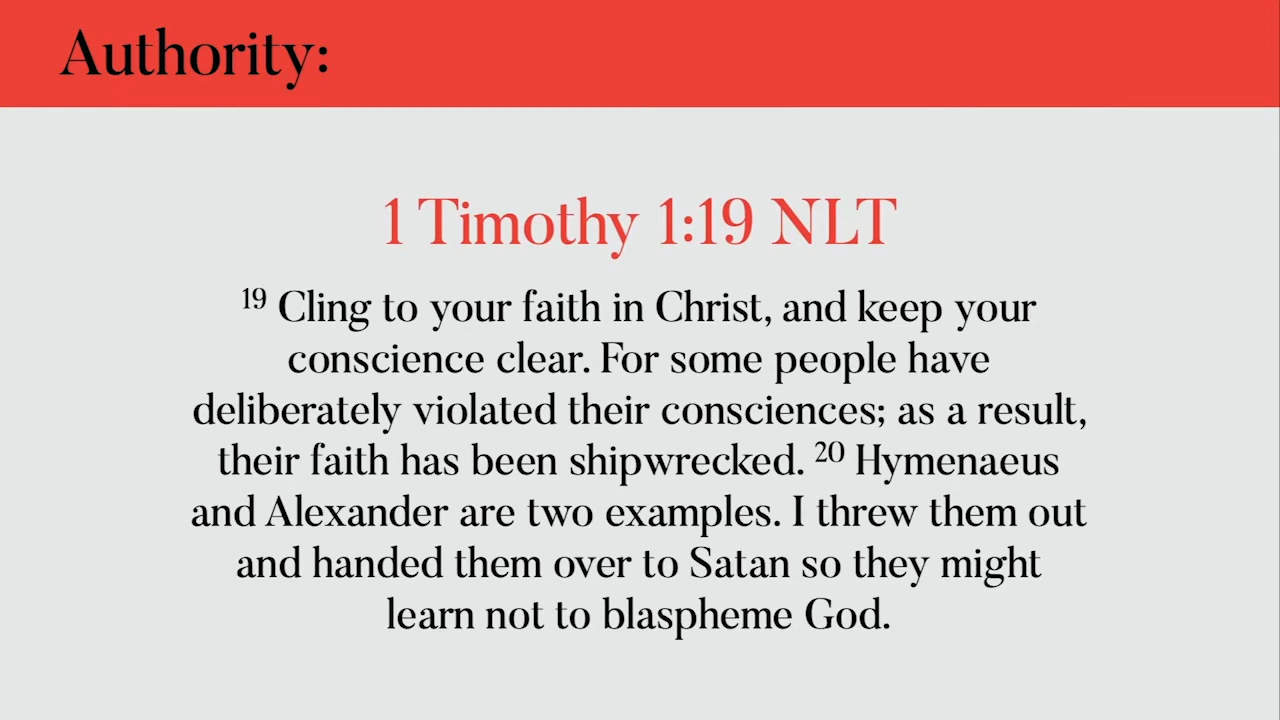 Authority:
1 Timothy 1:19 NLT
19 Cling to your faith in Christ, and keep your
conscience clear. For some people have
deliberately violated their consciences; as a result,
their faith has been shipwrecked. 20 Hymenaeus
and Alexander are two examples. I threw them out
and handed them over to Satan so they might
learn not to blaspheme God.